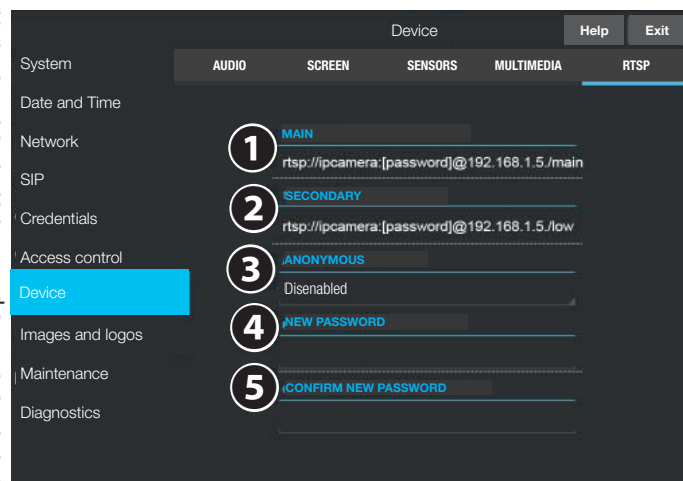 Device
Help
Exit
System
Date and Time
Network
SIP
Credentials
Access control
Device
Images and logos
Maintenance
Diagnostics
AUDIO
SCREEN
SENSORS
MULTIMEDIA
RTSP
1
MAIN
rtsp://ipcamera:[password]@192.168.1.5./main
2
SECONDARY
rtsp://ipcamera:[password]@192.168.1.5./low
3
ANONYMOUS
Disenabled
4
NEW PASSWORD
5
CONFIRM NEW PASSWORD